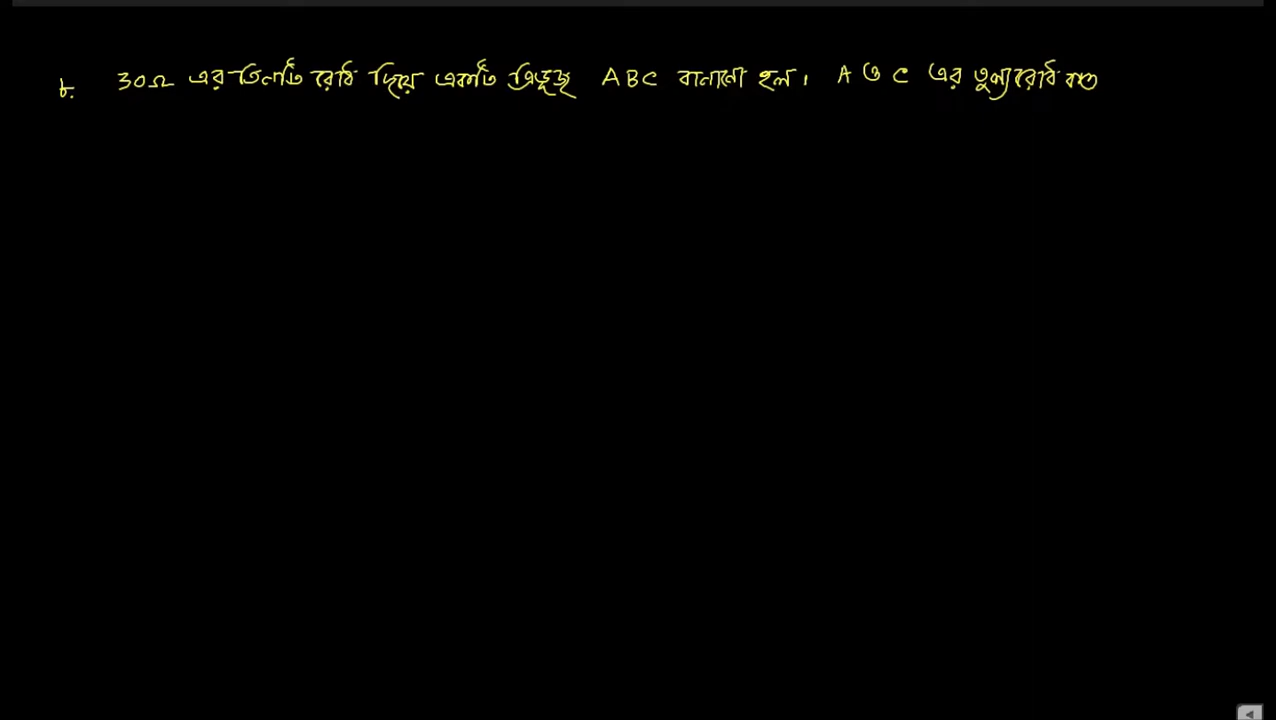 ৮. 30Ω এর তিনটি রোধ দিয়ে একটি ত্রিভূজ ABC বানানো হল। A ও C এর তুল্যরোধ কত